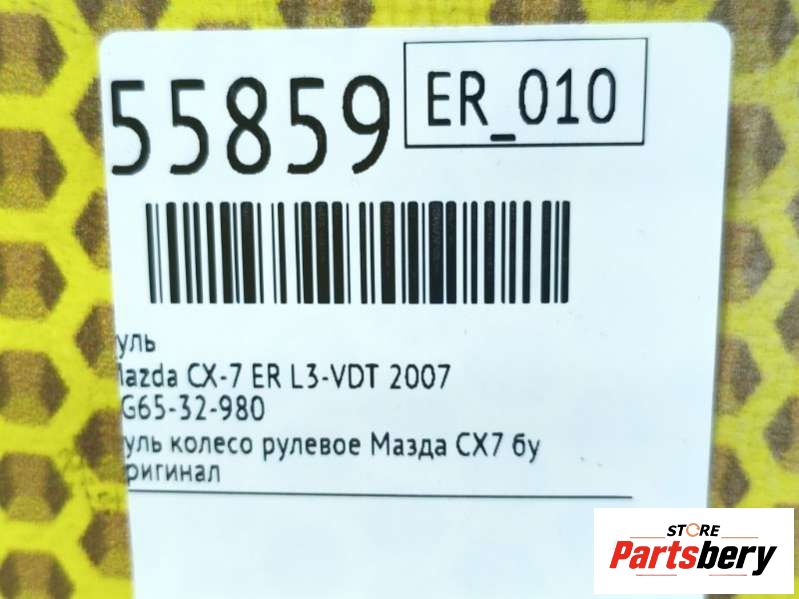 55859
ER_010
уль
Mazda CX-7 ER L3-VDT 2007
G65-32-980
уль колесо рулевое Мазда CX7 бу
ригинал
STORE
Partsbery